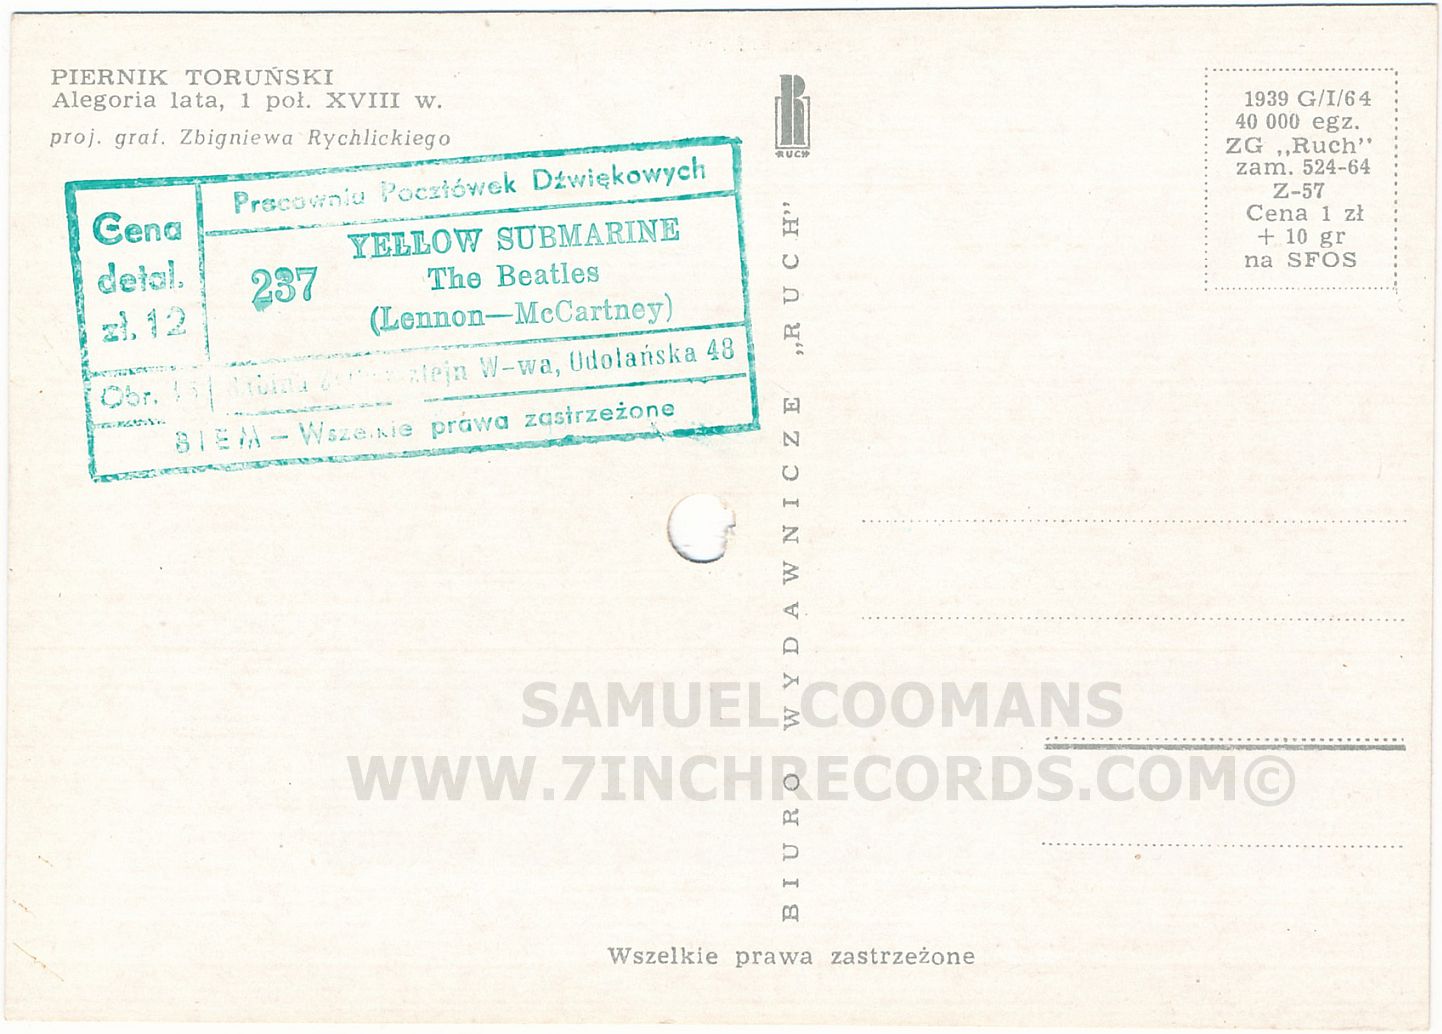 PIERNIK TORUŃSKI
Alegoria lata, 1 poł. XVIII w.
proj. graf. Zbigniewa Rychlickiego
Pracownia Pocztówek Dźwiękowych
Cena
detal.
zł. 12
237
YELLOW SUBMARINE
The Beatles
(Lennon—McCartney)
Obr.
W-wa, Odolańska 48
BIEM - Wszelkie prawa zastrzeżone
RUCH
BIURO WYDAWNICZE „RUCH”
1939 G/I/64
40 000 egz.
ZG „Ruch”
zam. 524-64
Z-57
Cena 1 zł
+ 10 gr
na SFOS
SAMUEL COOMANS
WWW.7INCHRECORDS.COM©
Wszelkie prawa zastrzeżone